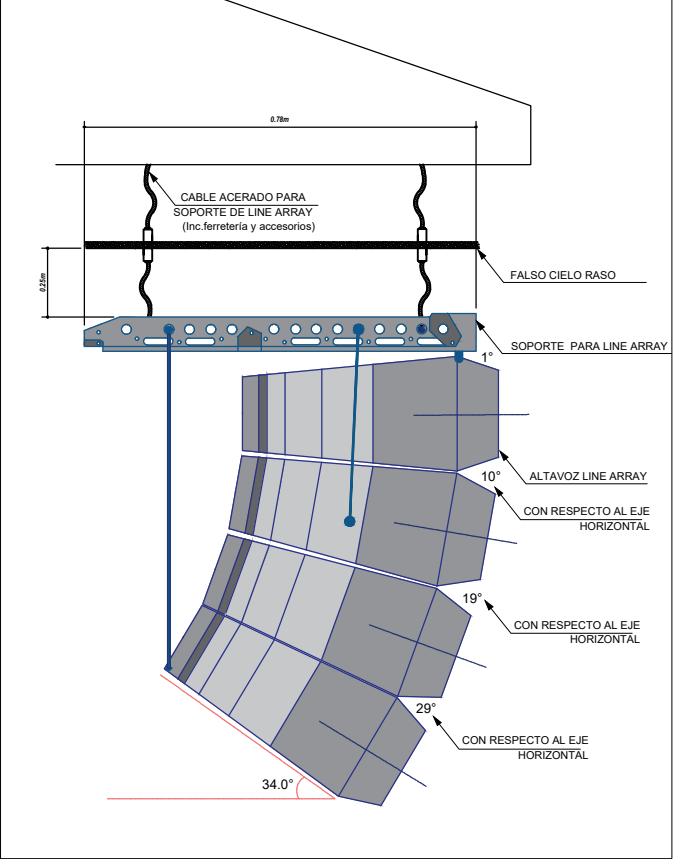 0.78m
CABLE ACERADO PARA
SOPORTE DE LINE ARRAY
(Inc.ferretería y accesorios)
0.25m
FALSO CIELO RASO
SOPORTE PARA LINE ARRAY
1°
ALTAVOZ LINE ARRAY
10°
CON RESPECTO AL EJE
HORIZONTAL
19°
CON RESPECTO AL EJE
HORIZONTAL
29°
CON RESPECTO AL EJE
HORIZONTAL
34.0°